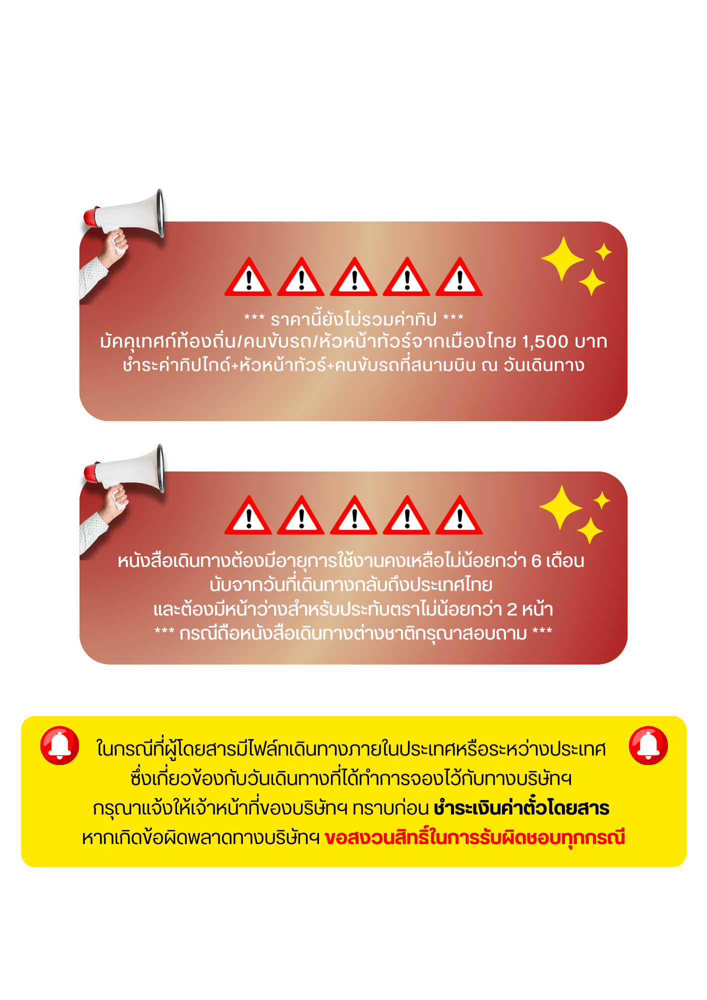 *** ราคานี้ยังไม่รวมค่าทิป ***
มัคคุเทศก์ท้องถิ่น/คนขับรถ/หัวหน้าทัวร์จากเมืองไทย 1,500 บาท
ชำระค่าทิปไกด์+หัวหน้าทัวร์+คนขับรถที่สนามบิน ณ วันเดินทาง
หนังสือเดินทางต้องมีอายุการใช้งานคงเหลือไม่น้อยกว่า 6 เดือน
นับจากวันที่เดินทางกลับถึงประเทศไทย
และต้องมีหน้าว่างสำหรับประทับตราไม่น้อยกว่า 2 หน้า
*** กรณีถือหนังสือเดินทางต่างชาติกรุณาสอบถาม ***
ในกรณีที่ผู้โดยสารมีไฟล์ทเดินทางภายในประเทศหรือระหว่างประเทศ
ซึ่งเกี่ยวข้องกับวันเดินทางที่ได้ทำการจองไว้กับทางบริษัทฯ
กรุณาแจ้งให้เจ้าหน้าที่ของบริษัทฯ ทราบก่อน ชำระเงินค่าตั๋วโดยสาร
หากเกิดข้อผิดพลาดทางบริษัทฯ ขอสงวนสิทธิ์ในการรับผิดชอบทุกกรณี